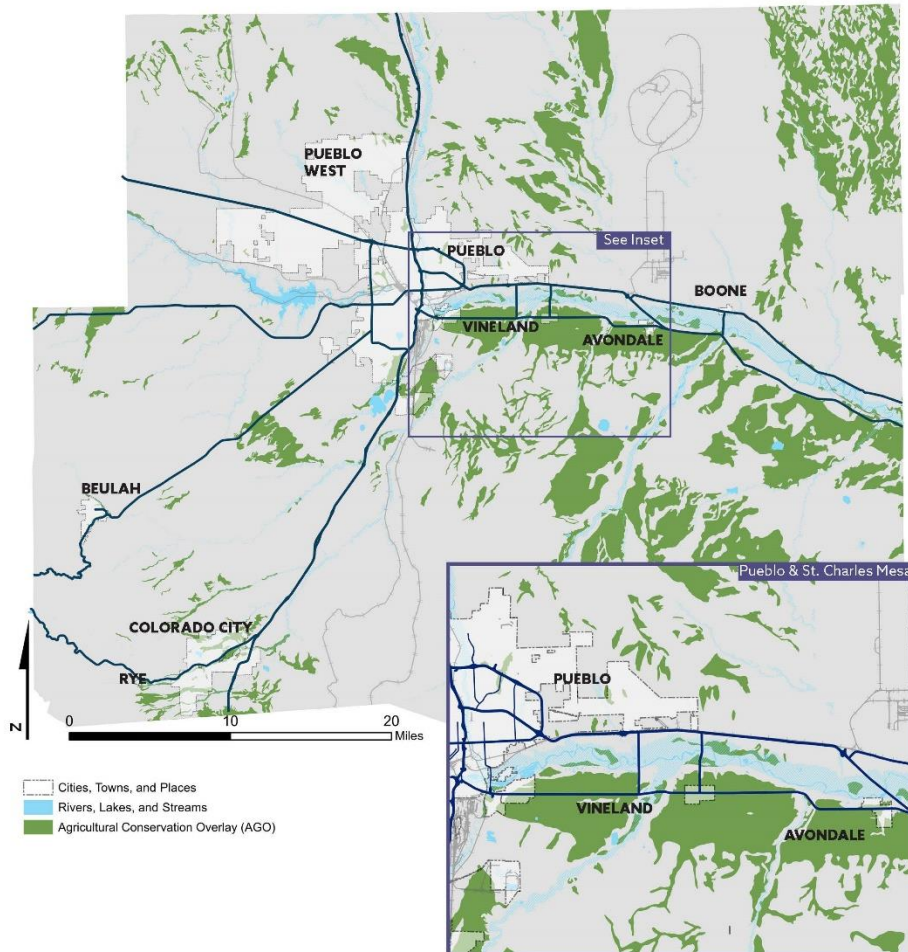 PUEBLO
WEST
See Inset
PUEBLO
BOONE
VINELAND
AVONDALE
BEULAH
Pueblo & St. Charles Mesa
COLORADO CITY
RYE
PUEBLO
N
0 10 20
Miles
Cities, Towns, and Places
Rivers, Lakes, and Streams
VINELAND
Agricultural Conservation Overlay (AGO)
AVONDALE